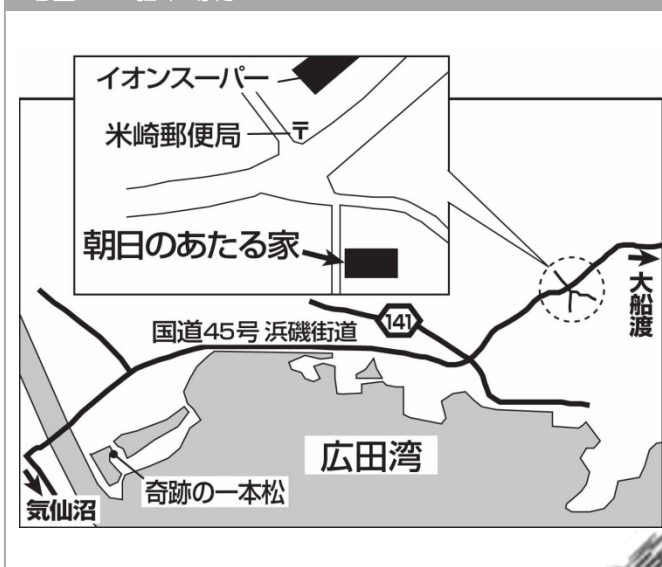 イオンスーパー
米崎郵便局
〒
朝日のあたる家
大船渡
141
国道45号 浜磯街道
広田湾
奇跡の一本松
気仙沼